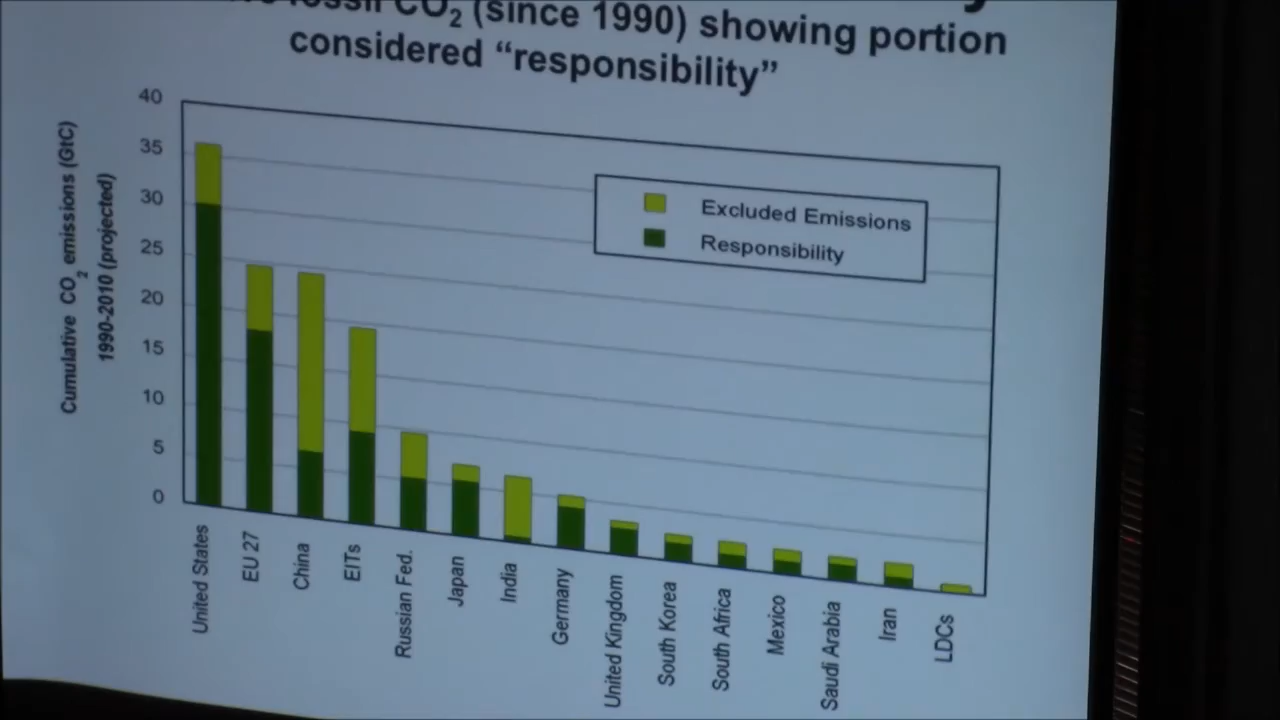 fossil CO₂ (since 1990) showing portion
considered “responsibility”
40
35
30
25
20
15
10
5
0
Cumulative CO₂ emissions (GtC)
1990-2010 (projected)
Excluded Emissions
Responsibility
United States
EU 27
China
EITs
Russian Fed.
Japan
India
Germany
United Kingdom
South Korea
South Africa
Mexico
Saudi Arabia
Iran
LDCs